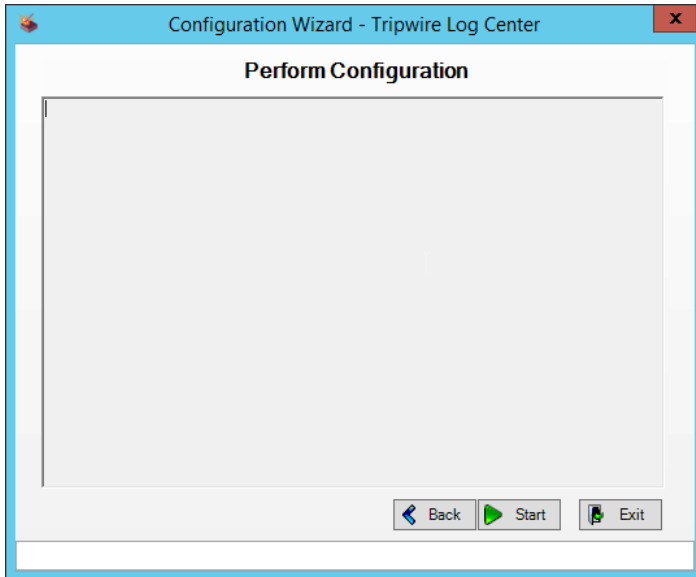 Configuration Wizard - Tripwire Log Center
x
Perform Configuration
Back
Start
Exit